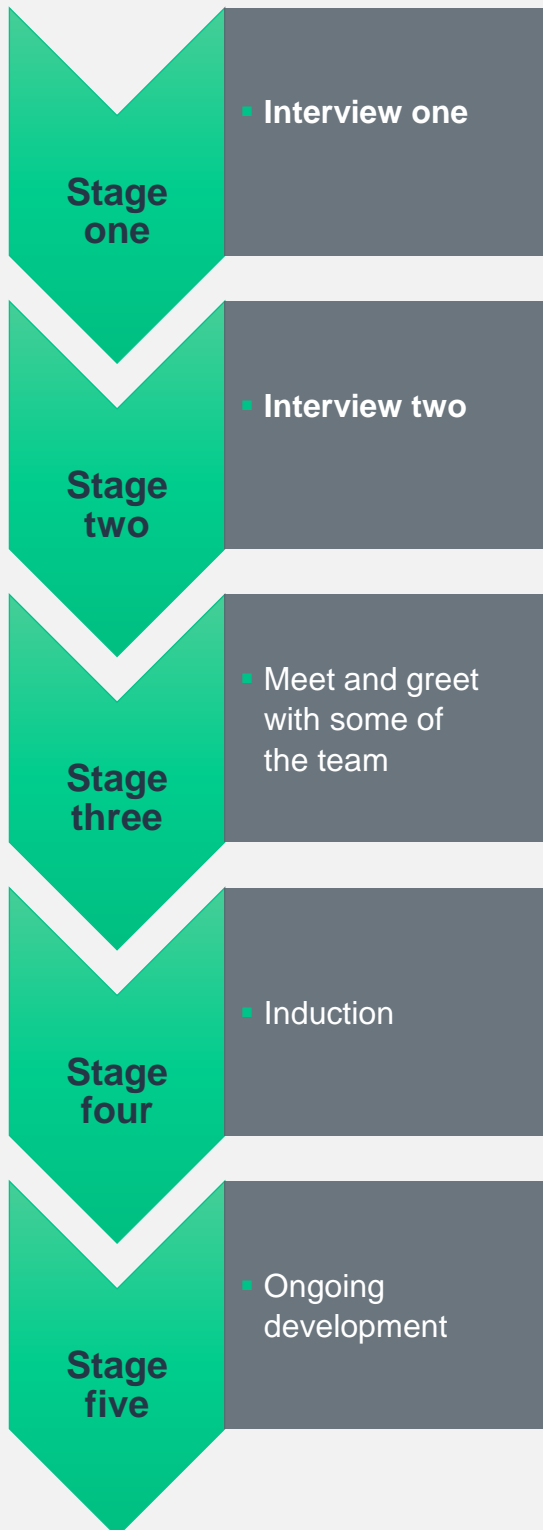 Stage
one
▪ Interview one
Stage
two
▪ Interview two
Stage
three
▪ Meet and greet
with some of
the team
Stage
four
▪ Induction
Stage
five
▪ Ongoing
development